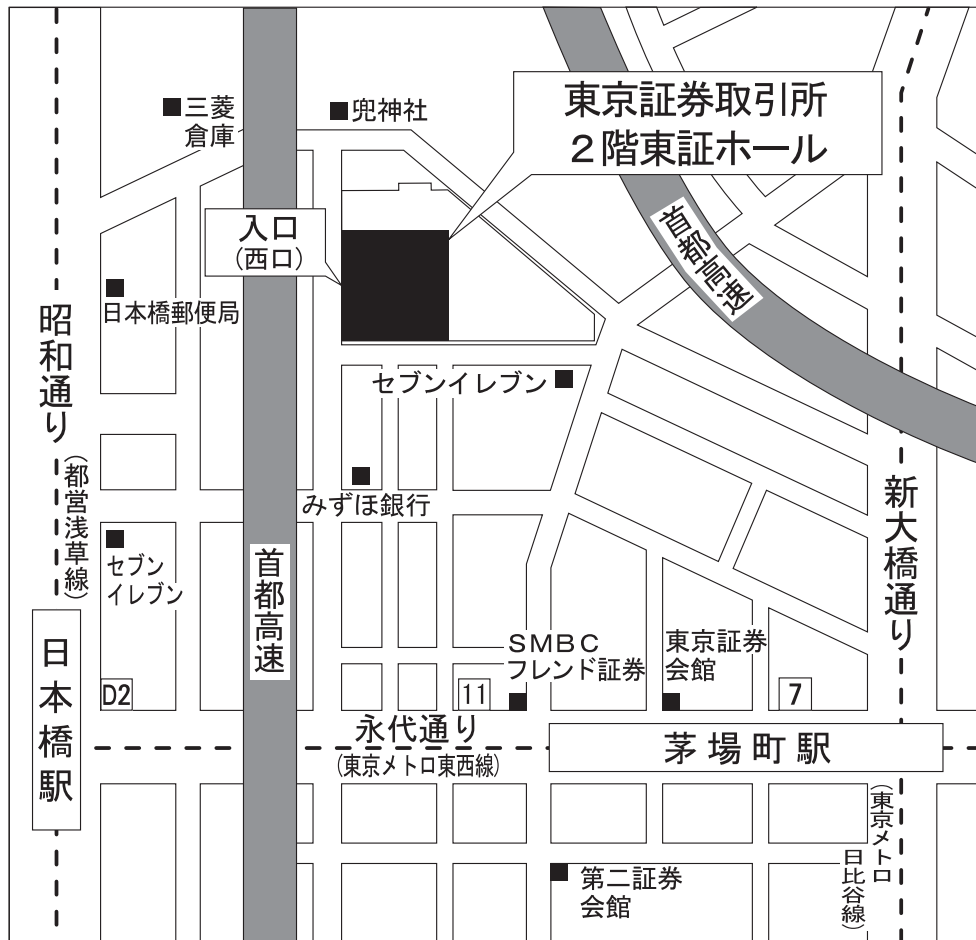 三菱
倉庫
兜神社
東京証券取引所
２階東証ホール
入口
(西口)
首都高速
日本橋郵便局
昭和通り
(都営浅草線)
セブンイレブン
みずほ銀行
新大橋通り
セブン
イレブン
首都高速
日本橋駅
D2
SMBC
フレンド証券
東京証券
会館
11
7
永代通り
(東京メトロ東西線)
茅場町駅
(東京メトロ
日比谷線)
第二証券
会館